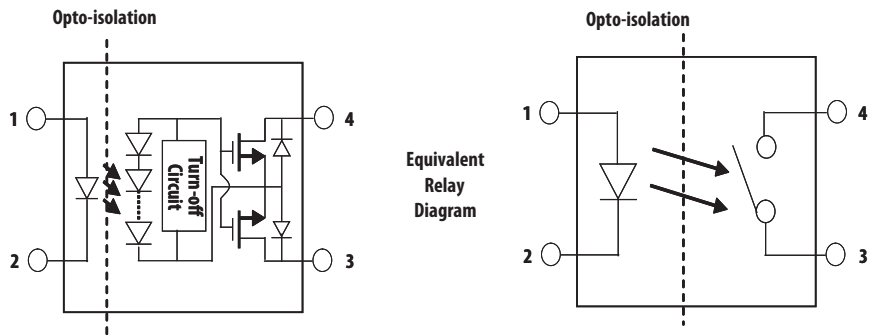 Opto-isolation
1
2
Turn-off
Circuit
4
3
Equivalent
Relay
Diagram
Opto-isolation
1
2
4
3